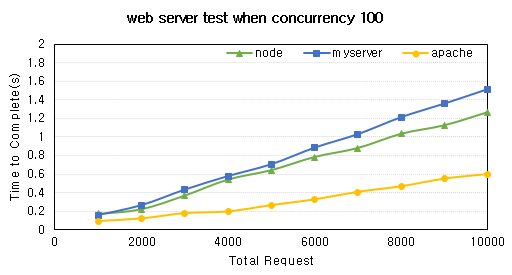 web server test when concurrency 100
node
myserver
apache
2
1.8
1.6
1.4
1.2
1
0.8
0.6
0.4
0.2
0
Time to Complete(s)
0
2000
4000
6000
8000
10000
Total Request